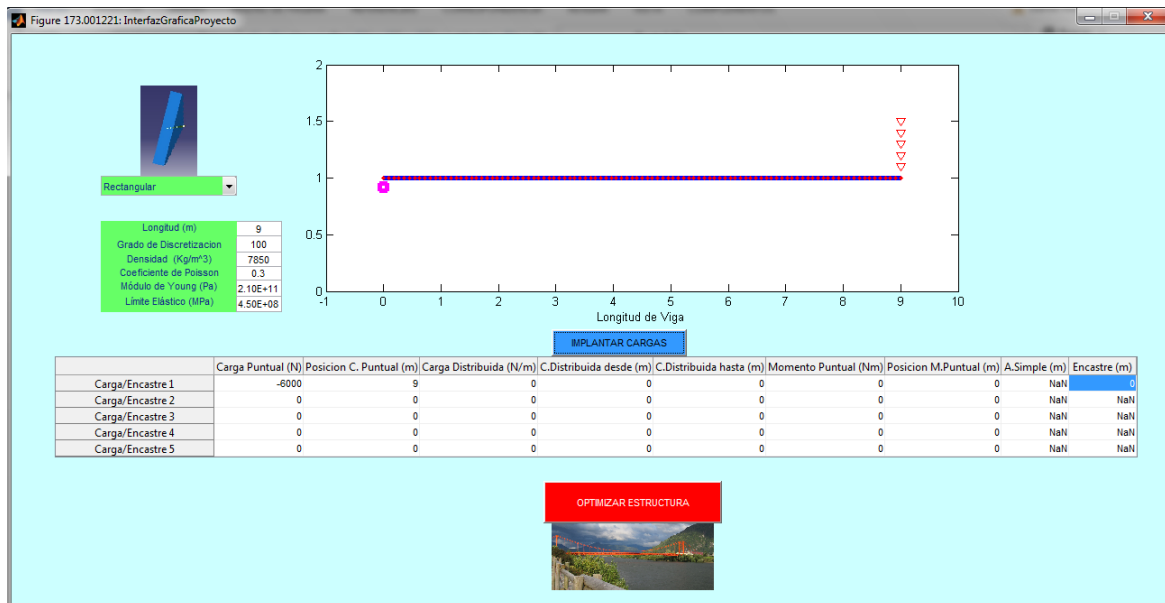 Figure 173.001221: InterfazGraficaProyecto
Rectangular
Longitud (m) 9
Grado de Discretizacion 100
Densidad (Kg/m^3) 7850
Coeficiente de Poisson 0.3
Módulo de Young (Pa) 2.10E+11
Límite Elástico (MPa) 4.50E+08
2
1.5
1
0.5
0
-1 0 1 2 3 4 5 6 7 8 9 10
Longitud de Viga
IMPLANTAR CARGAS
Carga Puntual (N) Posicion C. Puntual (m) Carga Distribuida (N/m) C.Distribuida desde (m) C.Distribuida hasta (m) Momento Puntual (Nm) Posicion M.Puntual (m) A.Simple (m) Encastre (m)
Carga/Encastre 1 -6000 9 0 0 0 0 0 NaN 0
Carga/Encastre 2 0 0 0 0 0 0 0 NaN NaN
Carga/Encastre 3 0 0 0 0 0 0 0 NaN NaN
Carga/Encastre 4 0 0 0 0 0 0 0 NaN NaN
Carga/Encastre 5 0 0 0 0 0 0 0 NaN NaN
OPTIMIZAR ESTRUCTURA